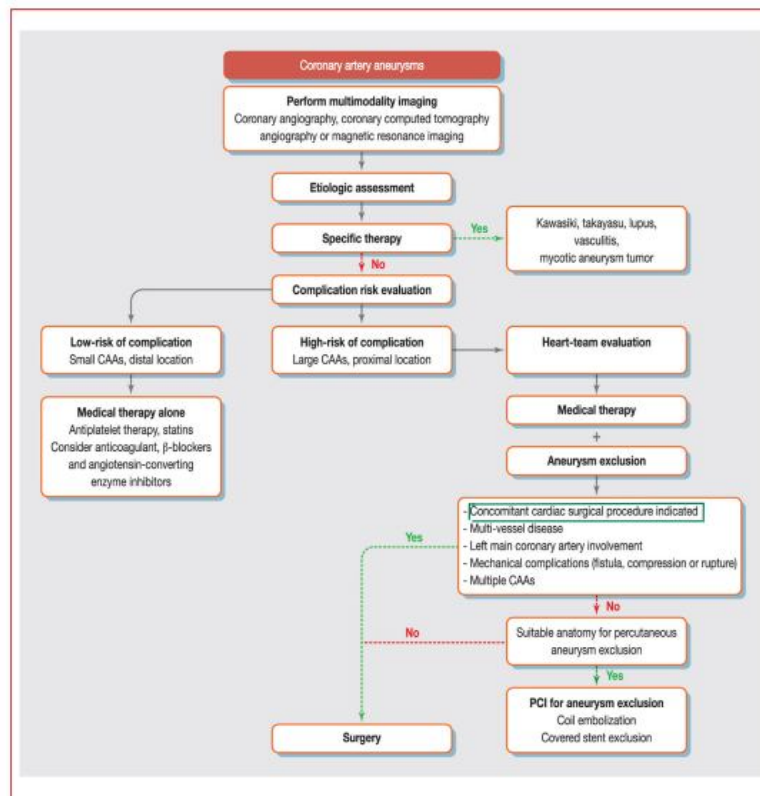 Coronary artery aneurysms
Perform multimodality imaging
Coronary angiography, coronary computed tomography
angiography or magnetic resonance imaging
Etiologic assessment
Specific therapy
Yes
Kawasiki, takayasu, lupus,
vasculitis,
mycotic aneurysm tumor
No
Complication risk evaluation
Low-risk of complication
Small CAAs, distal location
High-risk of complication
Large CAAs, proximal location
Heart-team evaluation
Medical therapy alone
Antiplatelet therapy, statins
Consider anticoagulant, β-blockers
and angiotensin-converting
enzyme inhibitors
Medical therapy
+
Aneurysm exclusion
- Concomitant cardiac surgical procedure indicated
- Multi-vessel disease
- Left main coronary artery involvement
- Mechanical complications (fistula, compression or rupture)
- Multiple CAAs
Yes
No
Suitable anatomy for percutaneous
aneurysm exclusion
No
Yes
PCI for aneurysm exclusion
Coil embolization
Covered stent exclusion
Surgery